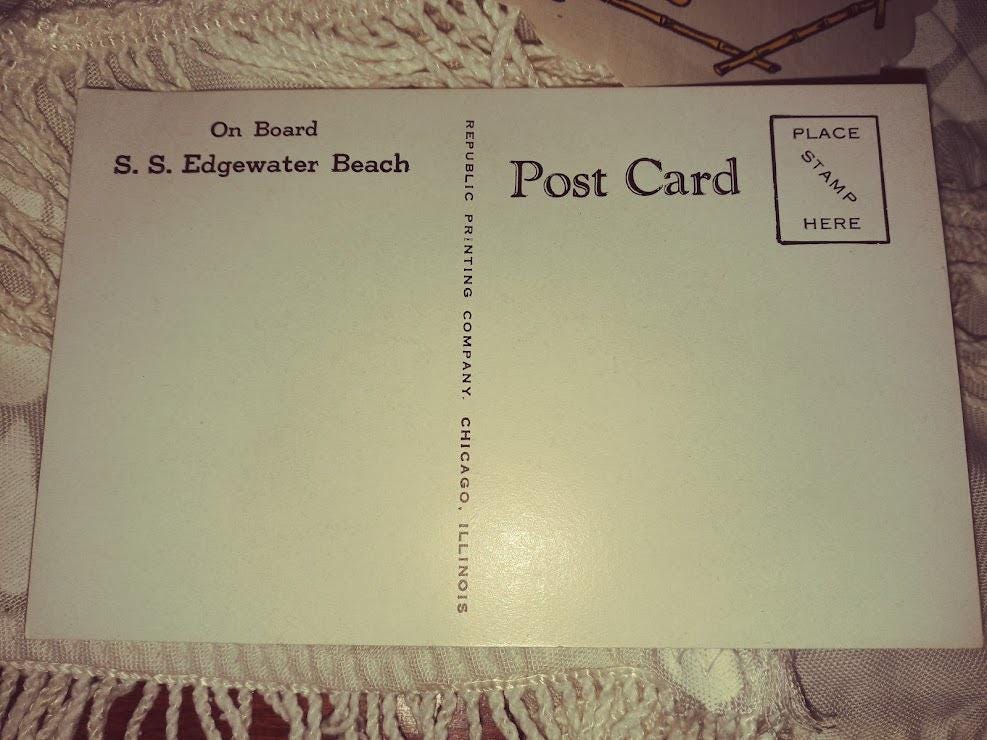 On Board
S. S. Edgewater Beach
REPUBLIC PRINTING COMPANY. CHICAGO, ILLINOIS
Post Card
PLACE
STAMP
HERE